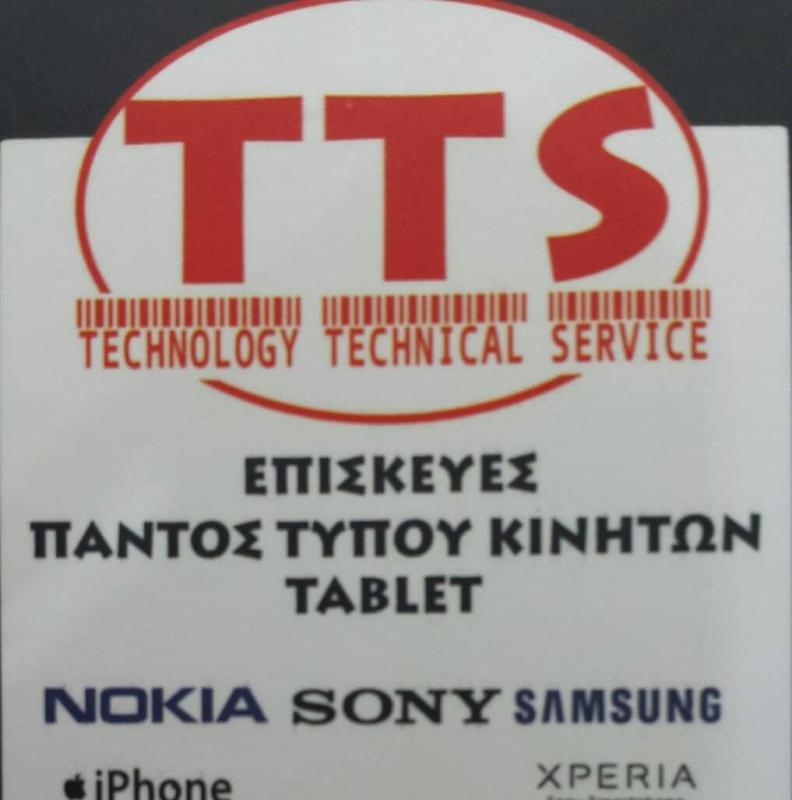 TTS
TECHNOLOGY TECHNICAL SERVICE
ΕΠΙΣΚΕΥΕΣ
ΠΑΝΤΟΣ ΤΥΠΟΥ ΚΙΝΗΤΩΝ
TABLET
NOKIA SONY SAMSUNG
iPhone XPERIA